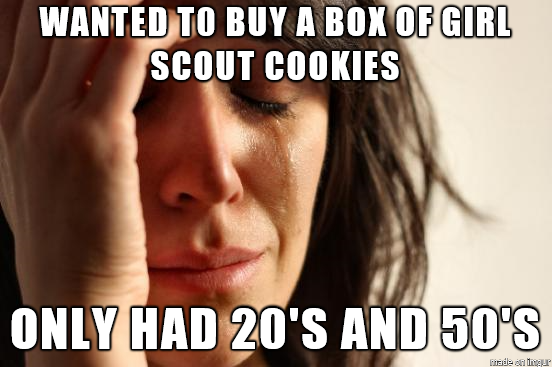 WANTED TO BUY A BOX OF GIRL
SCOUT COOKIES
ONLY HAD 20'S AND 50'S
made on imgur